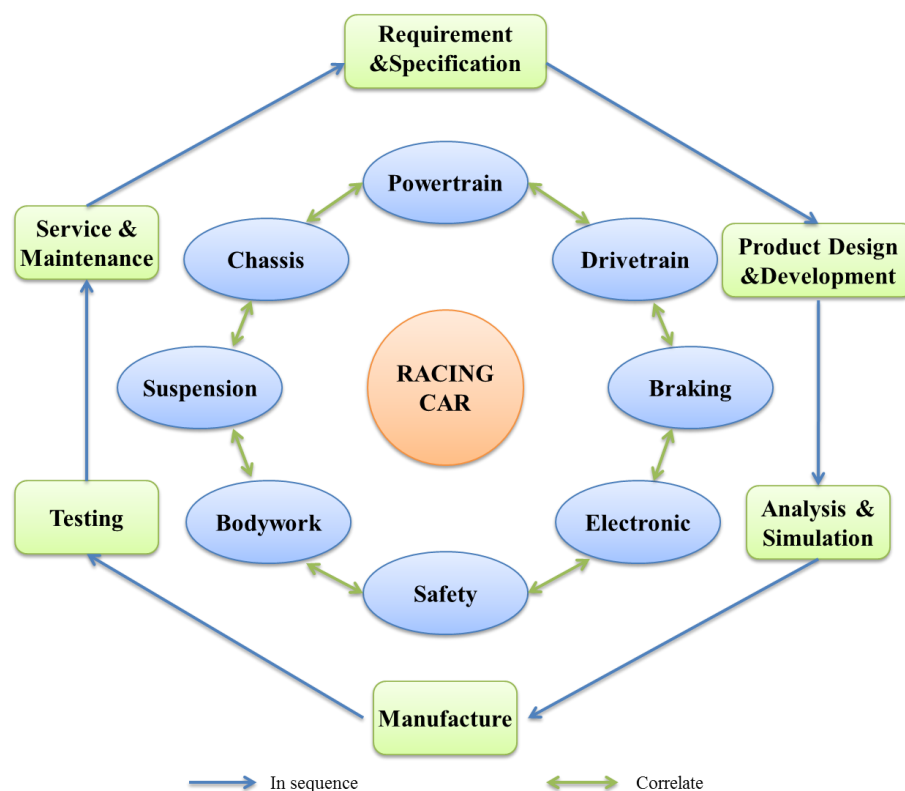 Requirement
&Specification
Powertrain
Service &
Maintenance
Chassis
Drivetrain
Product Design
&Development
RACING
CAR
Suspension
Braking
Testing
Bodywork
Electronic
Analysis &
Simulation
Safety
Manufacture
In sequence
Correlate